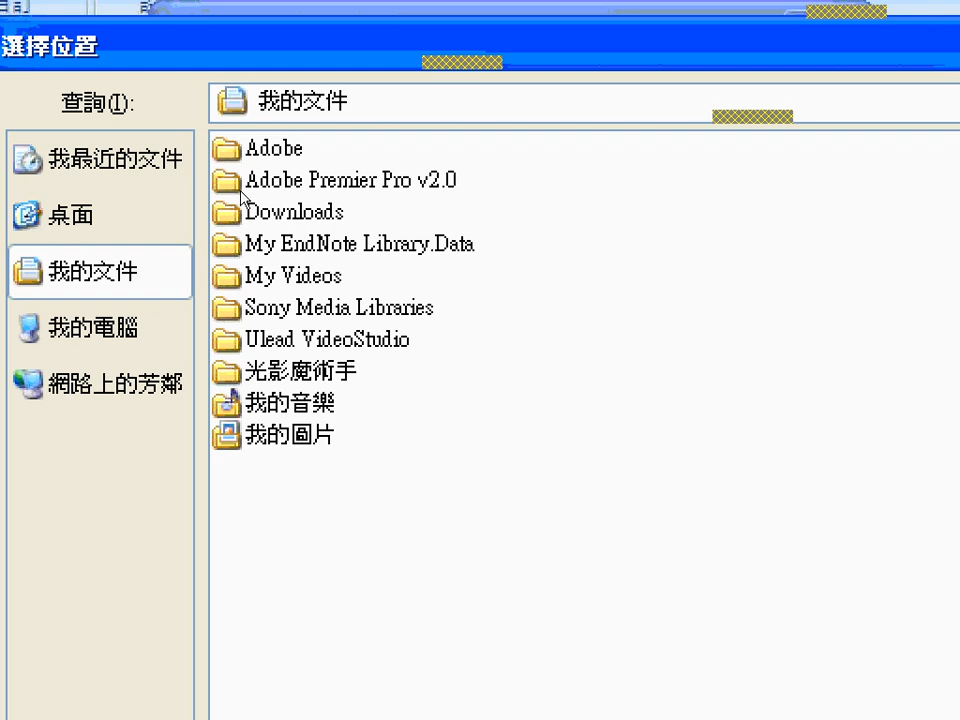 選擇位置
查詢(I):
我的文件
我最近的文件
桌面
我的文件
我的電腦
網路上的芳鄰
Adobe
Adobe Premier Pro v2.0
Downloads
My EndNote Library.Data
My Videos
Sony Media Libraries
Ulead VideoStudio
光影魔術手
我的音樂
我的圖片